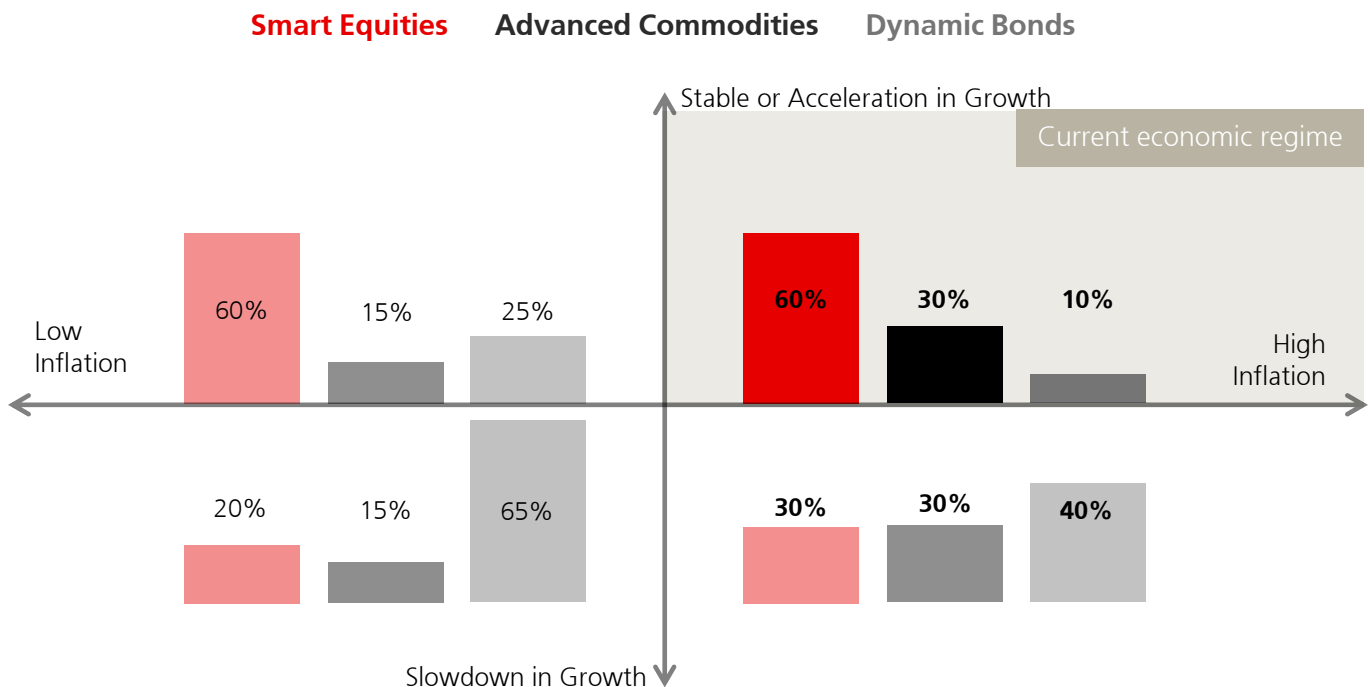 Smart Equities Advanced Commodities Dynamic Bonds
Stable or Acceleration in Growth
Current economic regime
60% 15% 25%
60% 30% 10%
Low
Inflation
High
Inflation
20% 15% 65%
30% 30% 40%
Slowdown in Growth